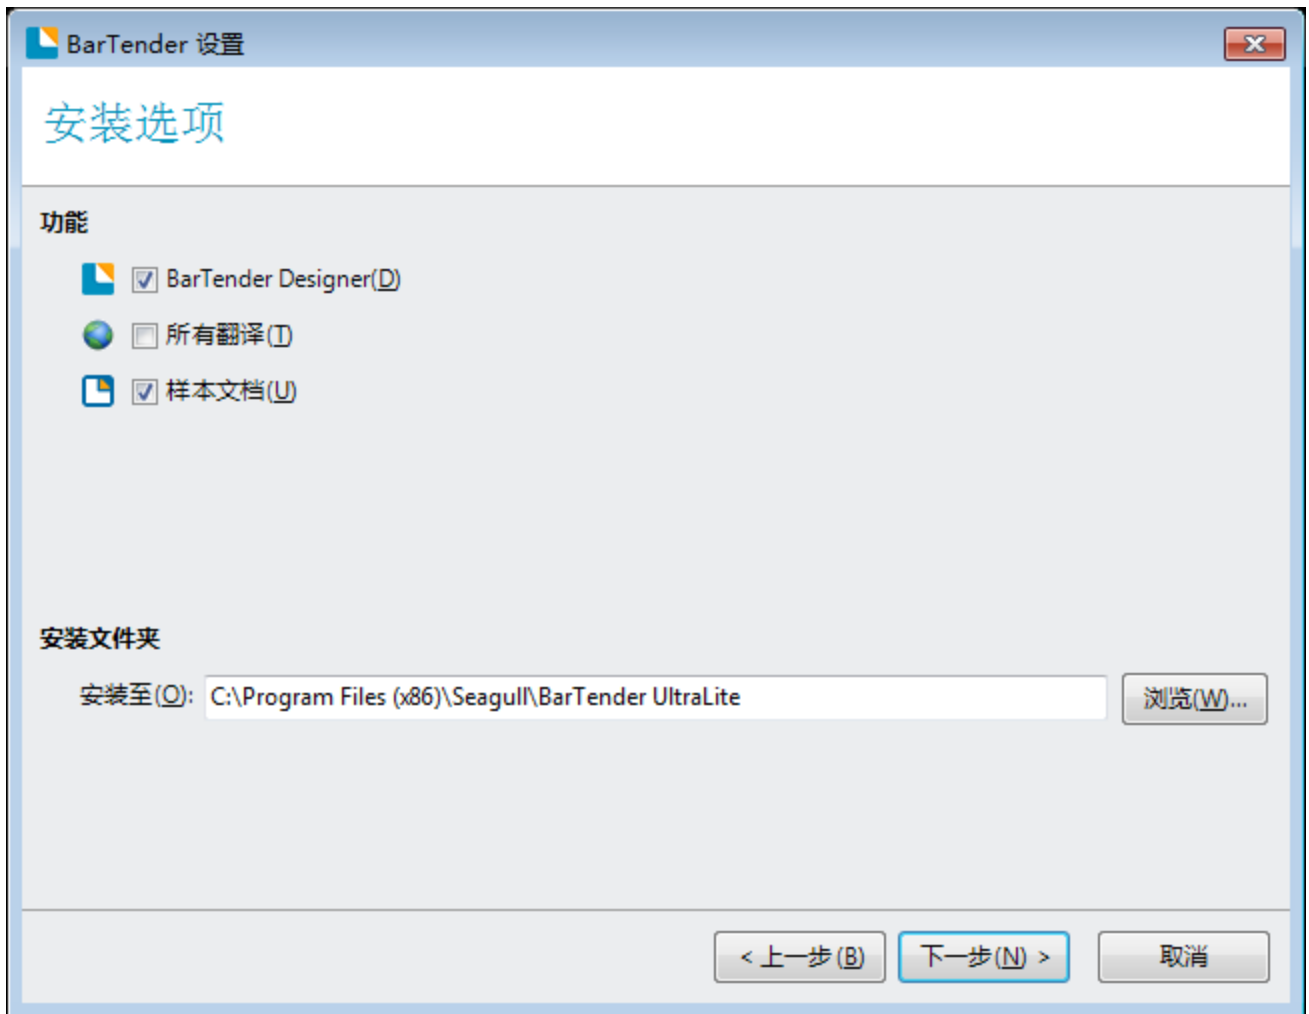 BarTender 设置
安装选项
功能
BarTender Designer(D)
所有翻译(T)
样本文档(U)
安装文件夹
安装至(O): C:\Program Files (x86)\Seagull\BarTender UltraLite 浏览(W)...
< 上一步(B) 下一步(N) > 取消